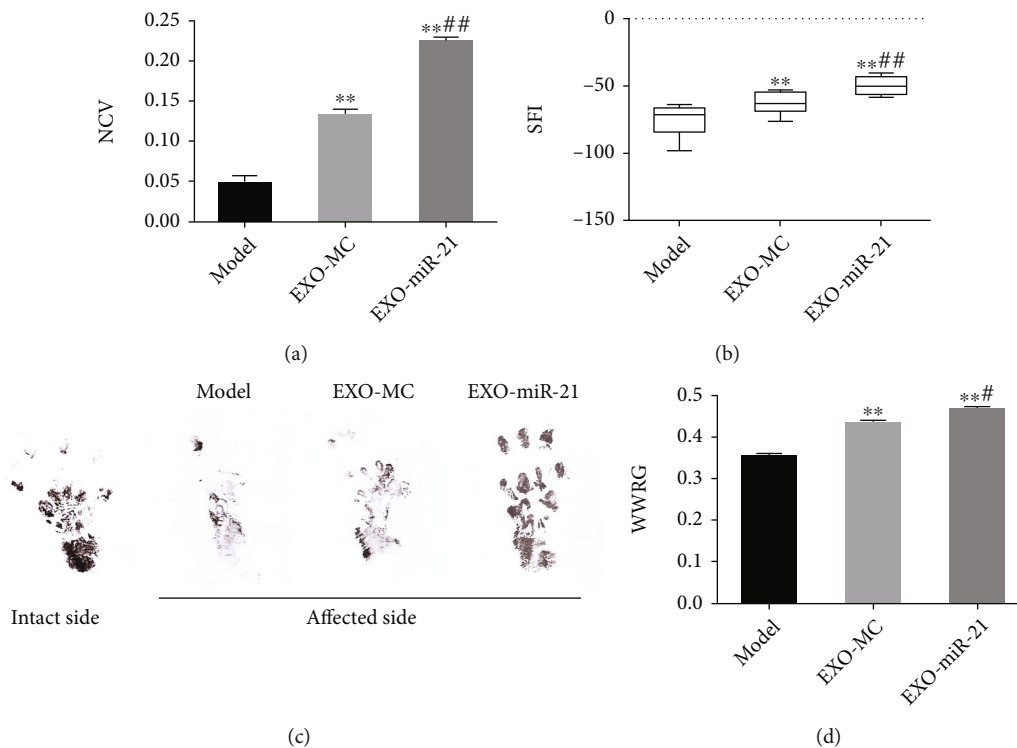 0.25
0.20
0.15
0.10
0.05
0.00
NCV
**
**##
Model
EXO-MC
EXO-miR-21
(a)
0
−50
−100
−150
SFI
**
**##
Model
EXO-MC
EXO-miR-21
(b)
Model EXO-MC EXO-miR-21
Intact side Affected side
(c)
0.5
0.4
0.3
0.2
0.1
0.0
WWRG
**
**#
Model
EXO-MC
EXO-miR-21
(d)